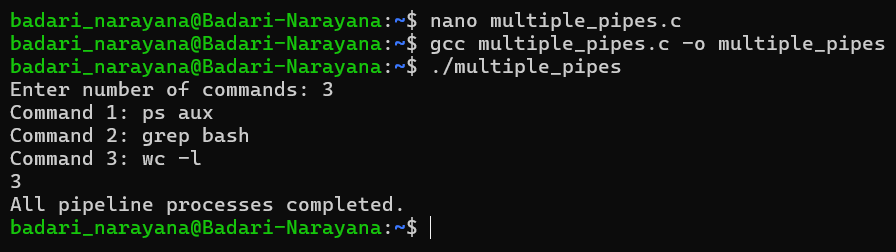 badari_narayana@Badari-Narayana:~$ nano multiple_pipes.c
badari_narayana@Badari-Narayana:~$ gcc multiple_pipes.c -o multiple_pipes
badari_narayana@Badari-Narayana:~$ ./multiple_pipes
Enter number of commands: 3
Command 1: ps aux
Command 2: grep bash
Command 3: wc -l
3
All pipeline processes completed.
badari_narayana@Badari-Narayana:~$